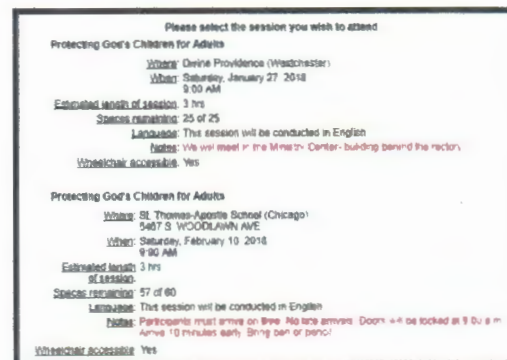 Please select the session you wish to attend
Protecting God's Children for Adults
Where: Divine Providence (Westchester)
When: Saturday, January 27, 2018
9:00 AM
Estimated length of session: 3 hrs
Spaces remaining: 25 of 25
Language: This session will be conducted in English
Notes: We will meet in the Ministry Center- building behind the rectory.
Wheelchair accessible: Yes
Protecting God's Children for Adults
Where: St. Thomas-Apostle School (Chicago)
5467 S. WOODLAWN AVE
When: Saturday, February 10, 2018
9:00 AM
Estimated length
of session: 3 hrs
Spaces remaining: 57 of 60
Language: This session will be conducted in English
Notes: Participants must arrive on time. No late arrivals. Doors will be locked at 9:00 a.m.
Arrive 10 minutes early. Bring pen or pencil.
Wheelchair accessible: Yes